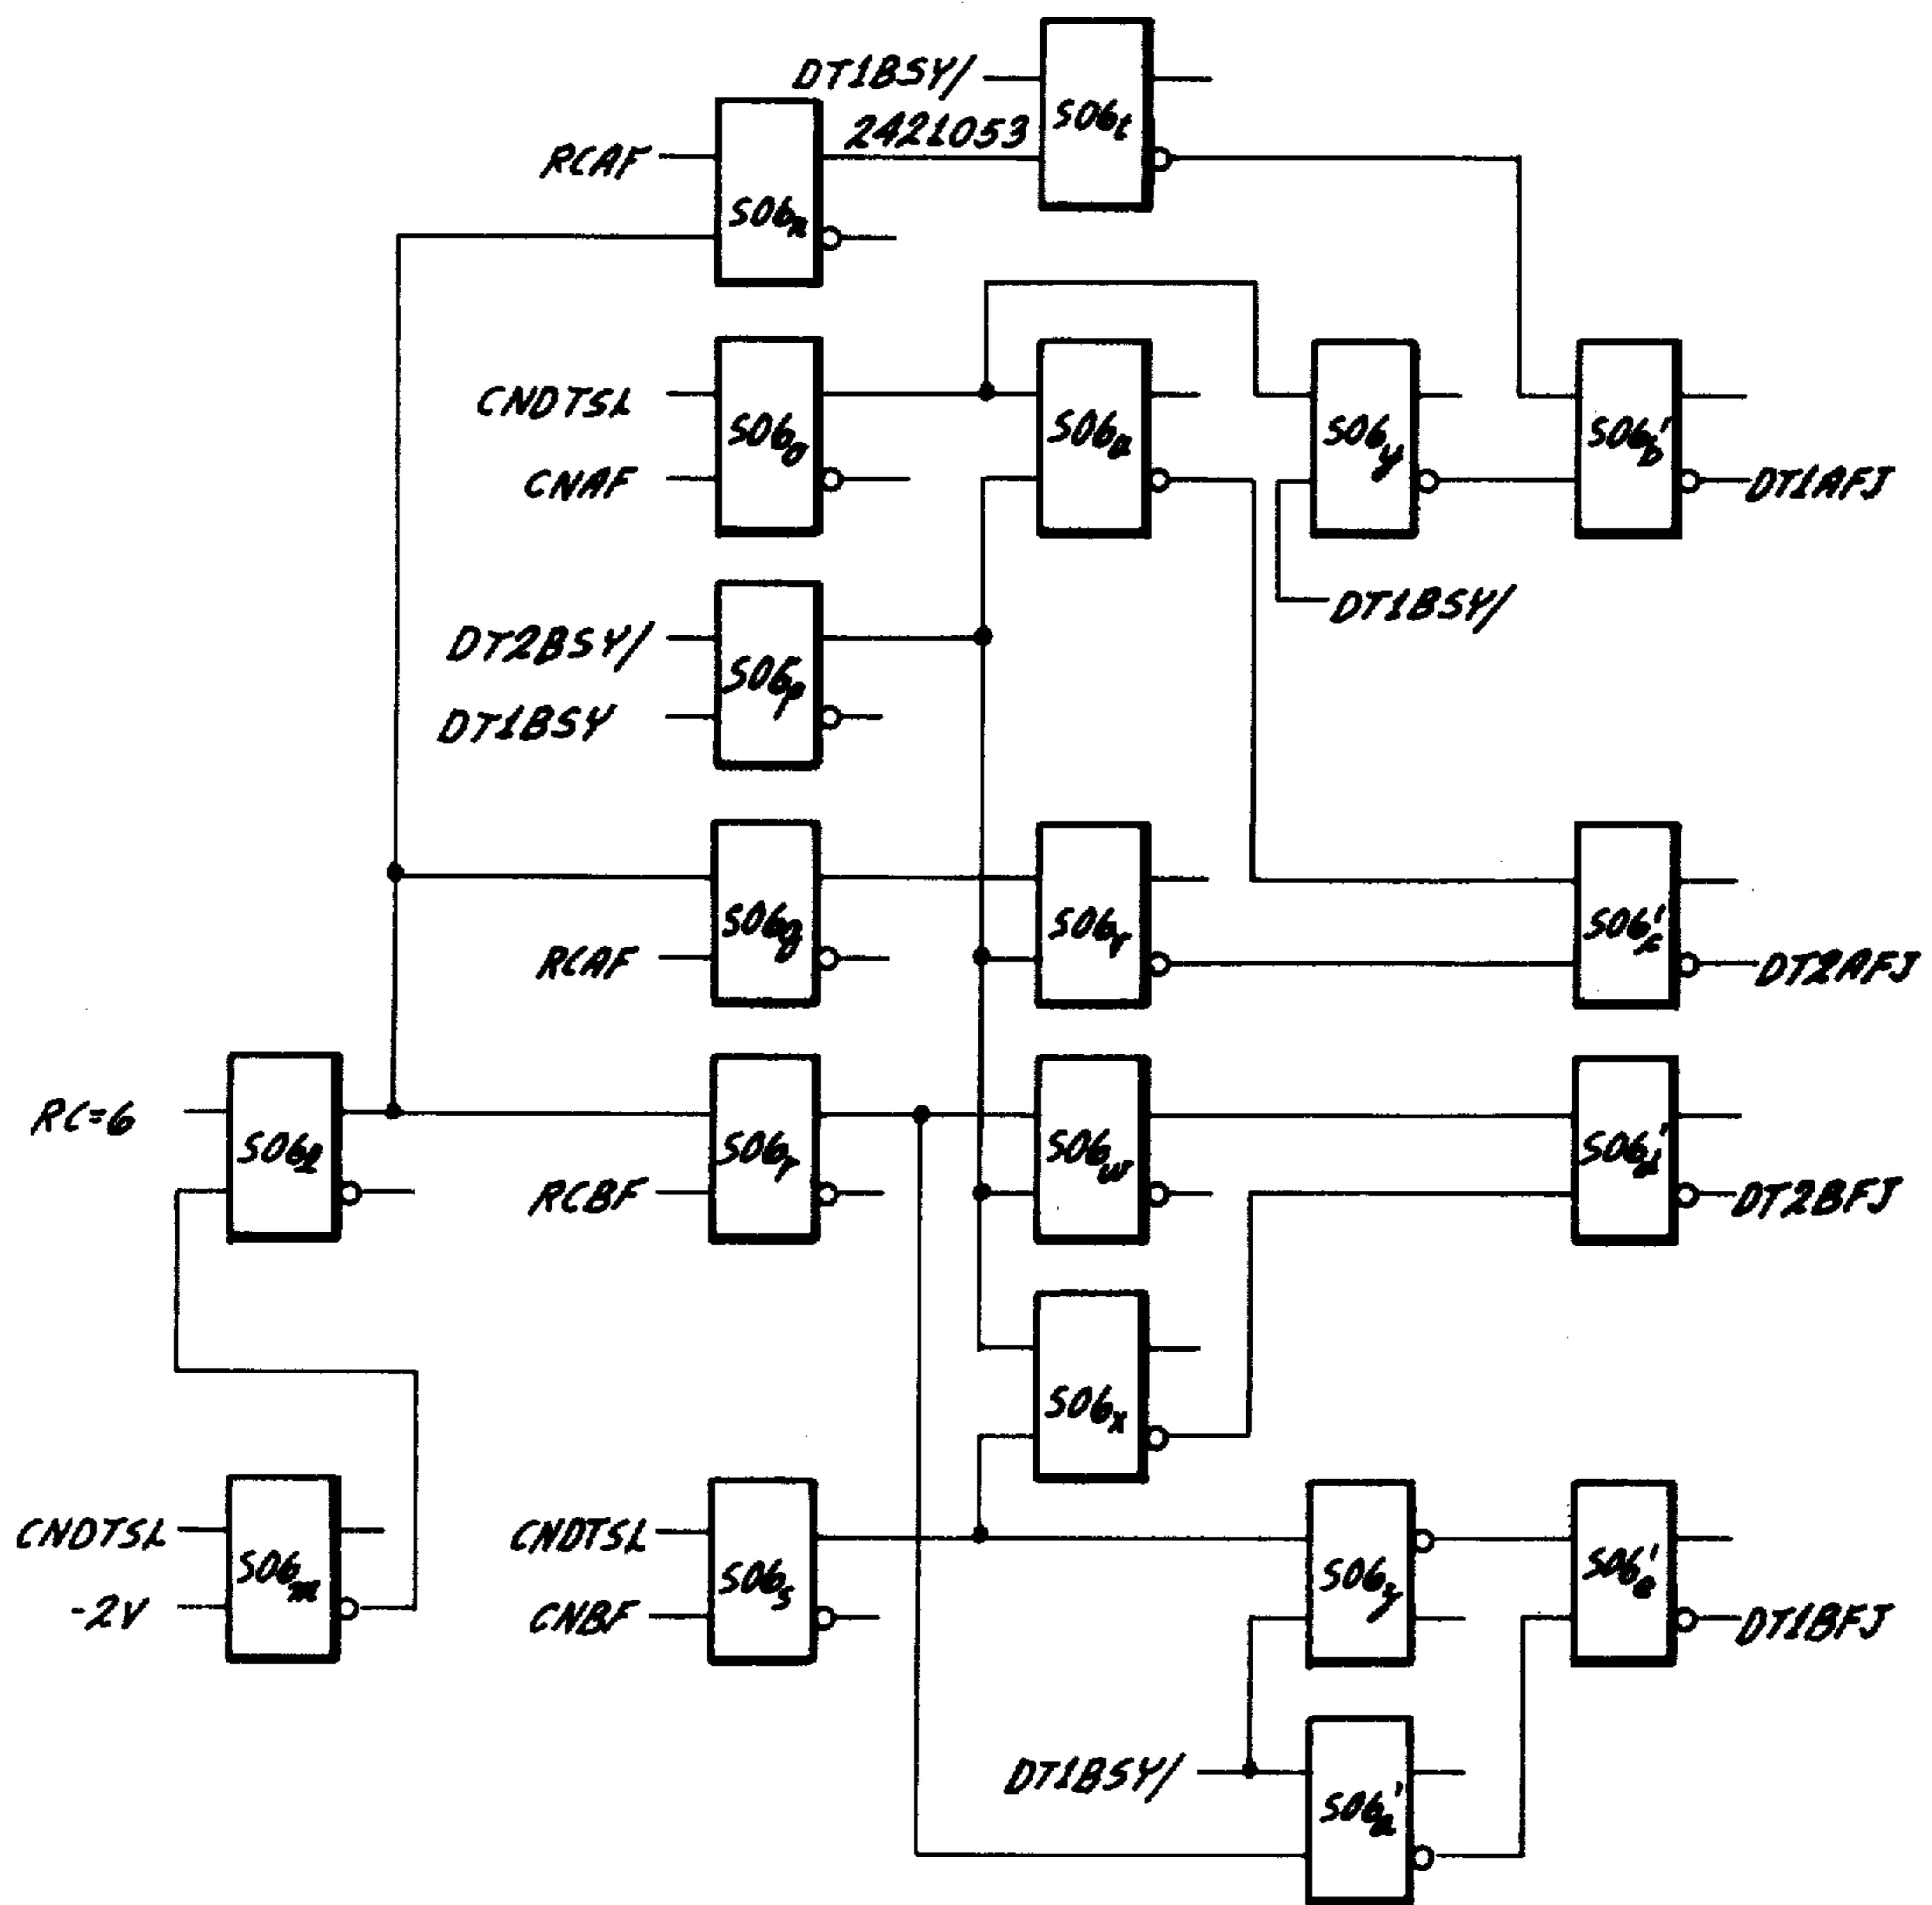 DT1BSY/
2421053
S06t
RCAF
S06n
CNDTSL
CNAF
S06o
S06u
S06y
S06b'
DT1AFJ
DT1BSY/
DT2BSY/
DT1BSY
S06p
S06q
RCAF
S06v
S06c'
DT2AFJ
RC=6
S06l
S06r
RCBF
S06w
S06d'
DT2BFJ
S06x
CNDTSL
-2V
S06m
CNDTSL
CNBF
S06s
S06e'
DT1BFJ
DT1BSY/
S06a'